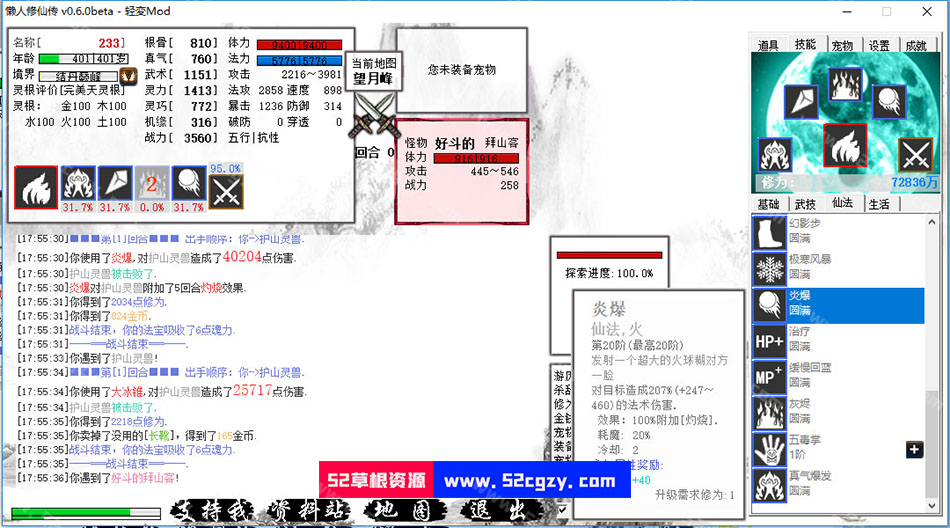 懒人修仙传 v0.6.0beta - 轻变Mod
名称[ 233]
年龄 401|401岁
境界 结丹巅峰
灵根评价[完美天灵根]
灵根： 金100 木100
水100 火100 土100
根骨[ 810]
真气[ 760]
武术[ 1151]
灵力[ 1413]
灵巧[ 772]
机缘[ 316]
战力[ 3560]
体力 9400|9400
法力 5776|5776
攻击 2216～3981
法攻 2858 速度 898
暴击 1236 防御 314
破防 0 穿透 0
五行|抗性
31.7% 31.7% 2 0.0% 31.7% 95.0%
当前地图
望月峰
回合 0
您未装备宠物
怪物 好斗的 拜山客
体力 916|916
攻击 445～546
战力 258
道具 技能 宠物 设置 成就
修为： 72836万
基础 武技 仙法 生活
幻影步
圆满
极寒风暴
圆满
炎爆
圆满
HP+ 治疗
圆满
MP+ 缓慢回蓝
圆满
灰烬
圆满
五毒掌
1阶
真气爆发
圆满
[17:55:30]■■■第[1]回合■■■ 出手顺序：你->护山灵兽.
[17:55:30]你使用了炎爆,对护山灵兽造成了40204点伤害.
[17:55:30]护山灵兽被击败了.
[17:55:30]炎爆对护山灵兽附加了5回合灼烧效果.
[17:55:31]你得到了2034点修为.
[17:55:31]你得到了824金币.
[17:55:31]战斗结束，你的法宝吸收了6点魂力.
[17:55:31]————战斗结束————.
[17:55:33]你遇到了护山灵兽!
[17:55:34]■■■第[1]回合■■■ 出手顺序：你->护山灵兽.
[17:55:34]你使用了大冰锥,对护山灵兽造成了25717点伤害.
[17:55:34]护山灵兽被击败了.
[17:55:34]你得到了2218点修为.
[17:55:35]你卖掉了没用的[长靴]，得到了165金币.
[17:55:35]战斗结束，你的法宝吸收了6点魂力.
[17:55:35]————战斗结束————.
[17:55:36]你遇到了好斗的拜山客!
探索进度:100.0%
炎爆
仙法,火
第20阶(最高20阶)
发射一个超大的火球糊对方
一脸
对目标造成207%(+247～
460)的法术伤害.
效果: 100%附加[灼烧].
耗魔: 20%
冷却: 2
+40
升级需求修为:1
52草根资源 www.52cgzy.com
支持我 资料站 地图 退出